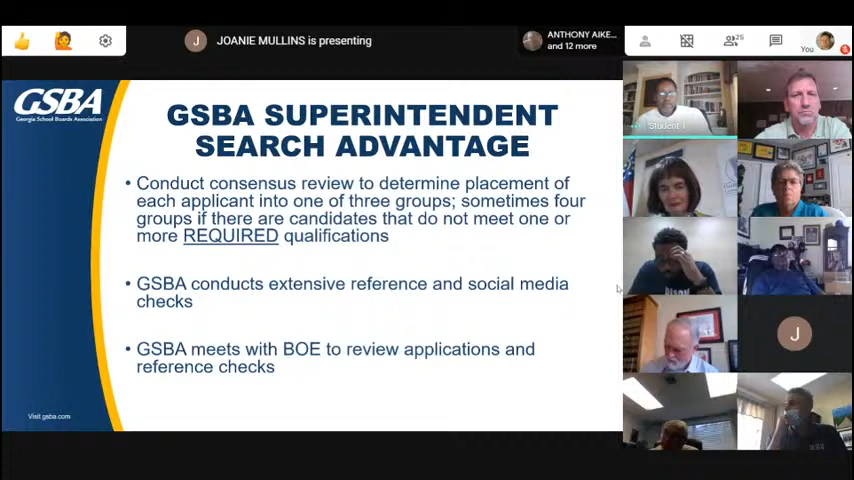 JOANIE MULLINS is presenting
ANTHONY AIKE...
and 12 more
25
You
GSBA
Georgia School Boards Association
GSBA SUPERINTENDENT
SEARCH ADVANTAGE
• Conduct consensus review to determine placement of
each applicant into one of three groups; sometimes four
groups if there are candidates that do not meet one or
more REQUIRED qualifications
• GSBA conducts extensive reference and social media
checks
• GSBA meets with BOE to review applications and
reference checks
Visit gsba.com
J
Student 1
J